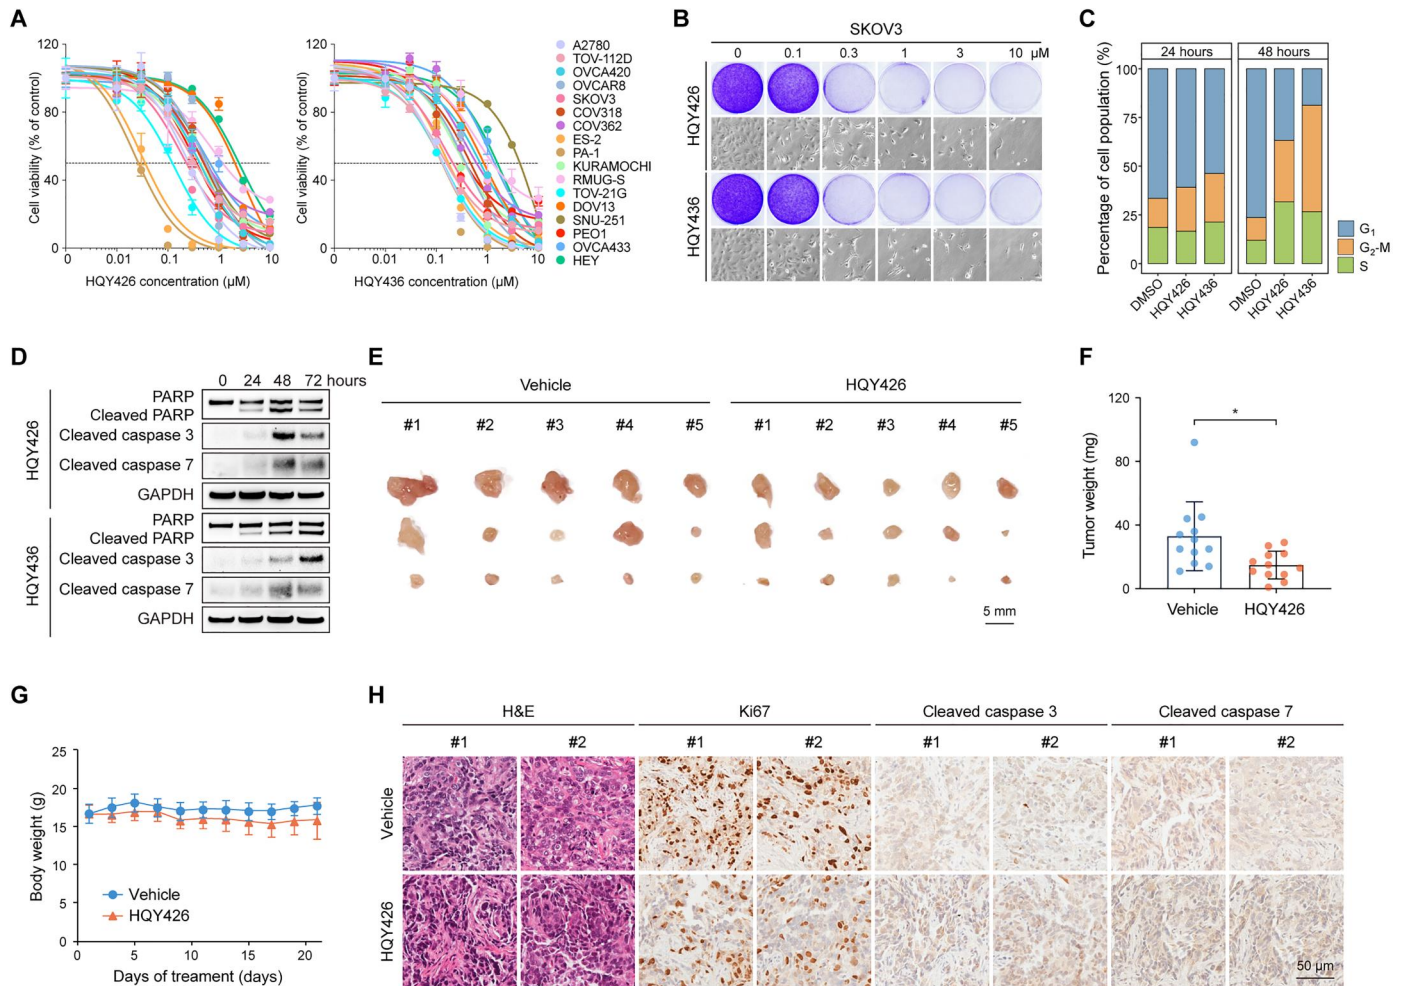 A
120
80
40
0
Cell viability (% of control)
0
0.01
0.1
1
10
HQY426 concentration (µM)
120
80
40
0
Cell viability (% of control)
0
0.01
0.1
1
10
HQY436 concentration (µM)
A2780
TOV-112D
OVCA420
OVCAR8
SKOV3
COV318
COV362
ES-2
PA-1
KURAMOCHI
RMUG-S
TOV-21G
DOV13
SNU-251
PEO1
OVCA433
HEY
B
SKOV3
0 0.1 0.3 1 3 10 µM
HQY426
HQY436
C
24 hours 48 hours
Percentage of cell population (%)
100
75
50
25
0
DMSO
HQY426
HQY436
DMSO
HQY426
HQY436
G1
G2-M
S
D
0 24 48 72 hours
HQY426
PARP
Cleaved PARP
Cleaved caspase 3
Cleaved caspase 7
GAPDH
HQY436
PARP
Cleaved PARP
Cleaved caspase 3
Cleaved caspase 7
GAPDH
E
Vehicle HQY426
#1 #2 #3 #4 #5 #1 #2 #3 #4 #5
5 mm
F
Tumor weight (mg)
120
80
40
0
*
Vehicle HQY426
G
Body weight (g)
25
20
15
10
5
0
Vehicle
HQY426
0 5 10 15 20
Days of treament (days)
H
H&E Ki67 Cleaved caspase 3 Cleaved caspase 7
#1 #2 #1 #2 #1 #2 #1 #2
Vehicle
HQY426
50 µm